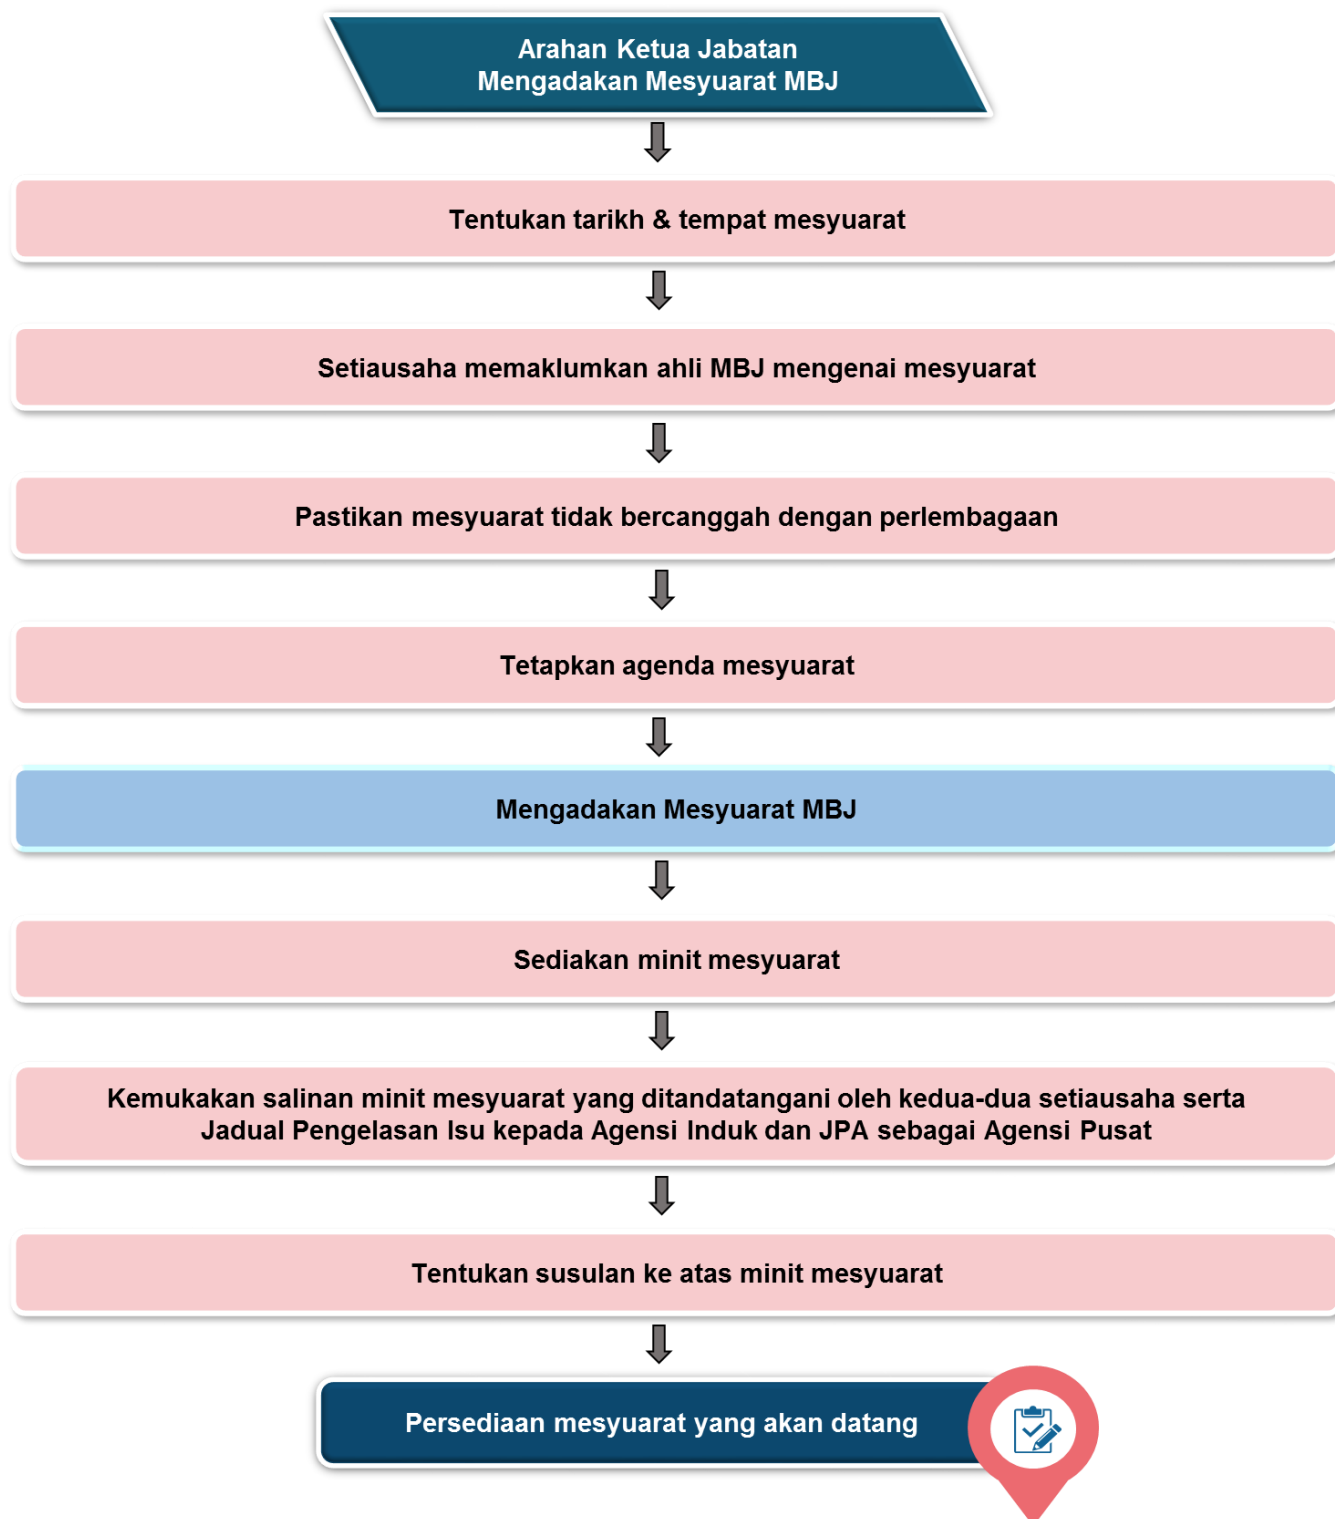 Arahan Ketua Jabatan
Mengadakan Mesyuarat MBJ
Tentukan tarikh & tempat mesyuarat
Setiausaha memaklumkan ahli MBJ mengenai mesyuarat
Pastikan mesyuarat tidak bercanggah dengan perlembagaan
Tetapkan agenda mesyuarat
Mengadakan Mesyuarat MBJ
Sediakan minit mesyuarat
Kemukakan salinan minit mesyuarat yang ditandatangani oleh kedua-dua setiausaha serta
Jadual Pengelasan Isu kepada Agensi Induk dan JPA sebagai Agensi Pusat
Tentukan susulan ke atas minit mesyuarat
Persediaan mesyuarat yang akan datang